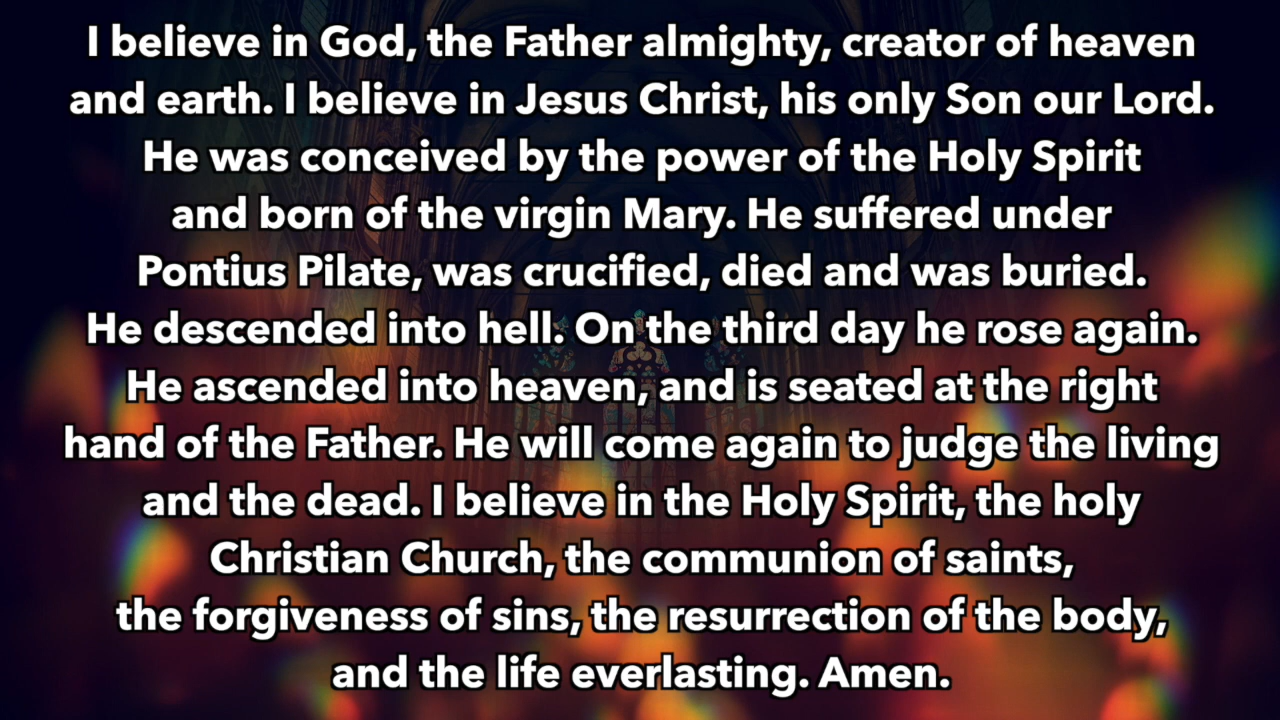 I believe in God, the Father almighty, creator of heaven
and earth. I believe in Jesus Christ, his only Son our Lord.
He was conceived by the power of the Holy Spirit
and born of the virgin Mary. He suffered under
Pontius Pilate, was crucified, died and was buried.
He descended into hell. On the third day he rose again.
He ascended into heaven, and is seated at the right
hand of the Father. He will come again to judge the living
and the dead. I believe in the Holy Spirit, the holy
Christian Church, the communion of saints,
the forgiveness of sins, the resurrection of the body,
and the life everlasting. Amen.